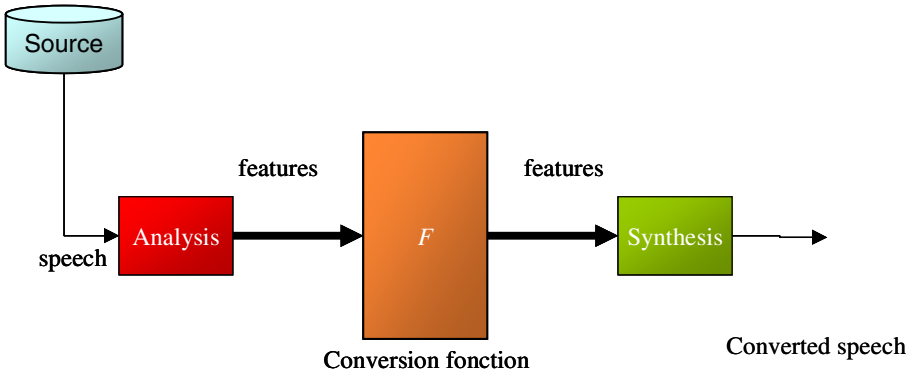 Source
features
features
Analysis
F
Synthesis
speech
Converted speech
Conversion fonction